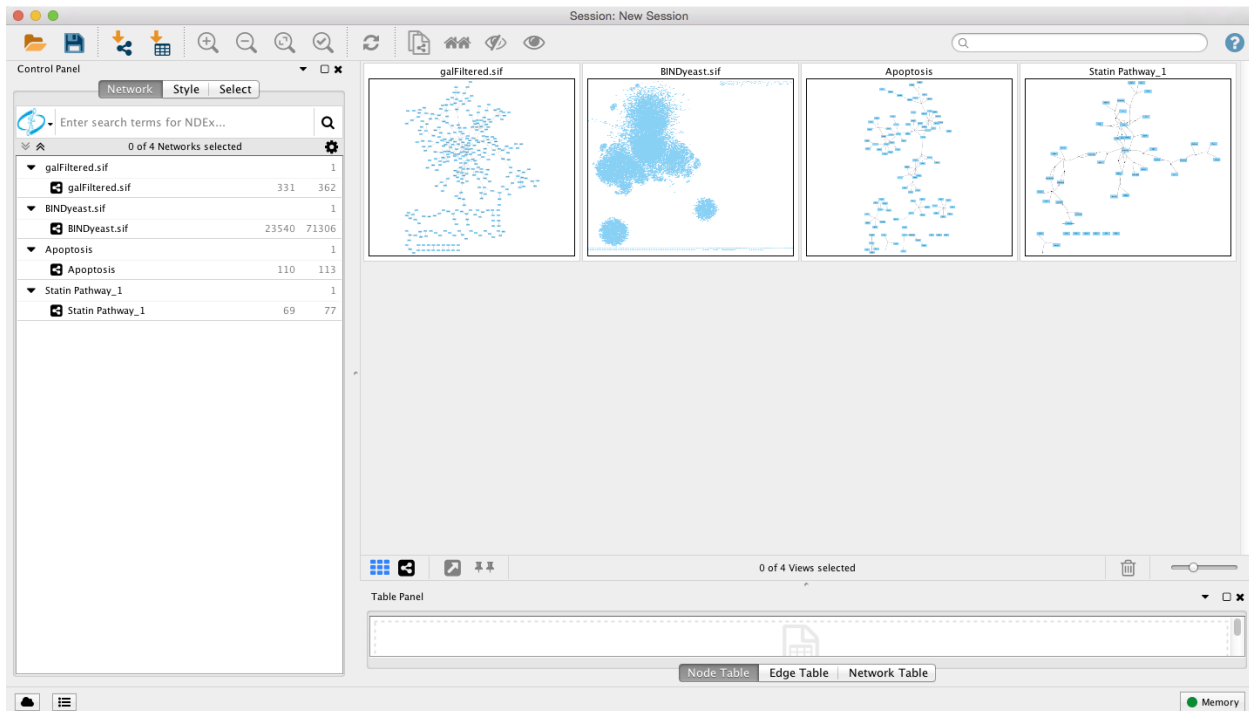 Session: New Session
Control Panel
Network Style Select
Enter search terms for NDEx...
0 of 4 Networks selected
galFiltered.sif 1
galFiltered.sif 331 362
BINDyeast.sif 1
BINDyeast.sif 23540 71306
Apoptosis 1
Apoptosis 110 113
Statin Pathway_1 1
Statin Pathway_1 69 77
galFiltered.sif BINDyeast.sif Apoptosis Statin Pathway_1
0 of 4 Views selected
Table Panel
Node Table Edge Table Network Table
Memory